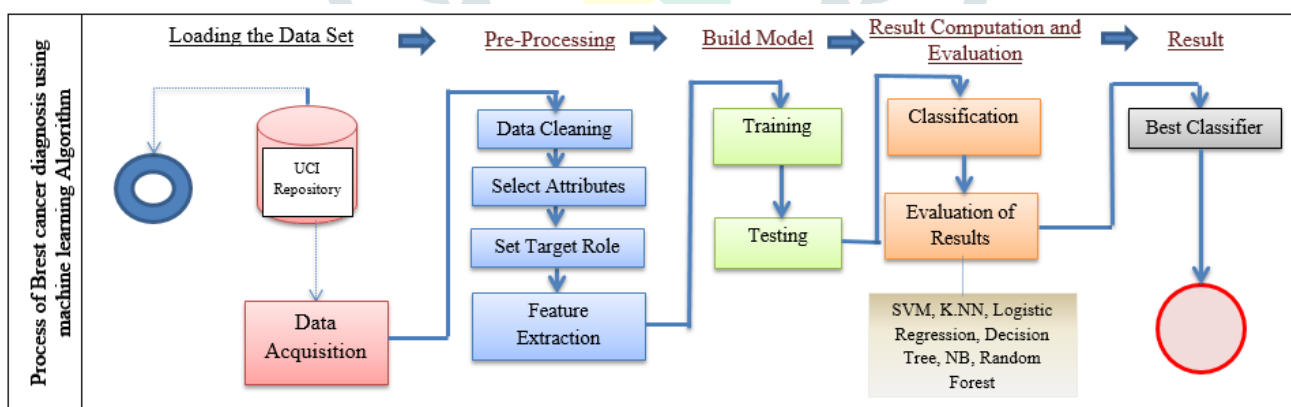 Process of Brest cancer diagnosis using
machine learning Algorithm
Loading the Data Set
Pre-Processing
Build Model
Result Computation and
Evaluation
Result
UCI
Repository
Data
Acquisition
Data Cleaning
Select Attributes
Set Target Role
Feature
Extraction
Training
Testing
Classification
Evaluation of
Results
SVM, K.NN, Logistic
Regression, Decision
Tree, NB, Random
Forest
Best Classifier